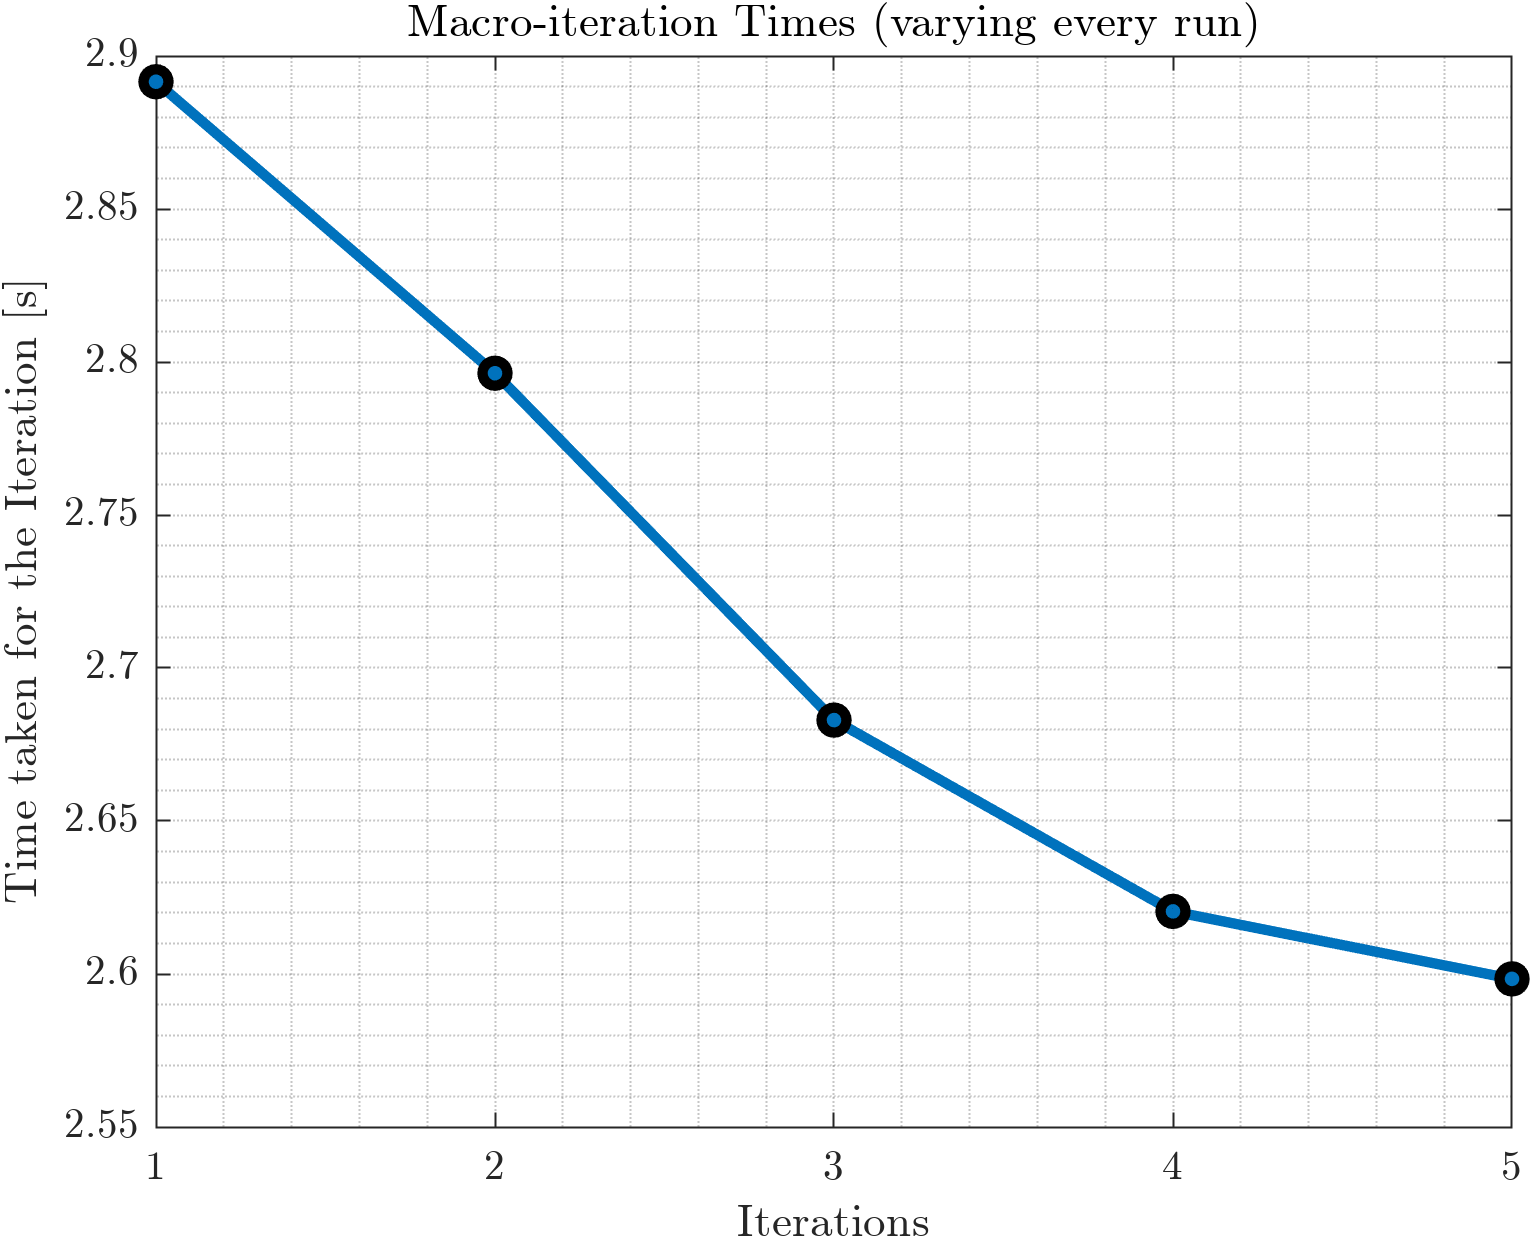 Macro-iteration Times (varying every run)
Time taken for the Iteration [s]
2.9
2.85
2.8
2.75
2.7
2.65
2.6
2.55
1 2 3 4 5
Iterations